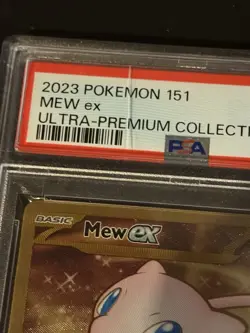 2023 POKEMON 151
MEW ex
ULTRA-PREMIUM COLLECTI
PSA
BASIC
Mew ex